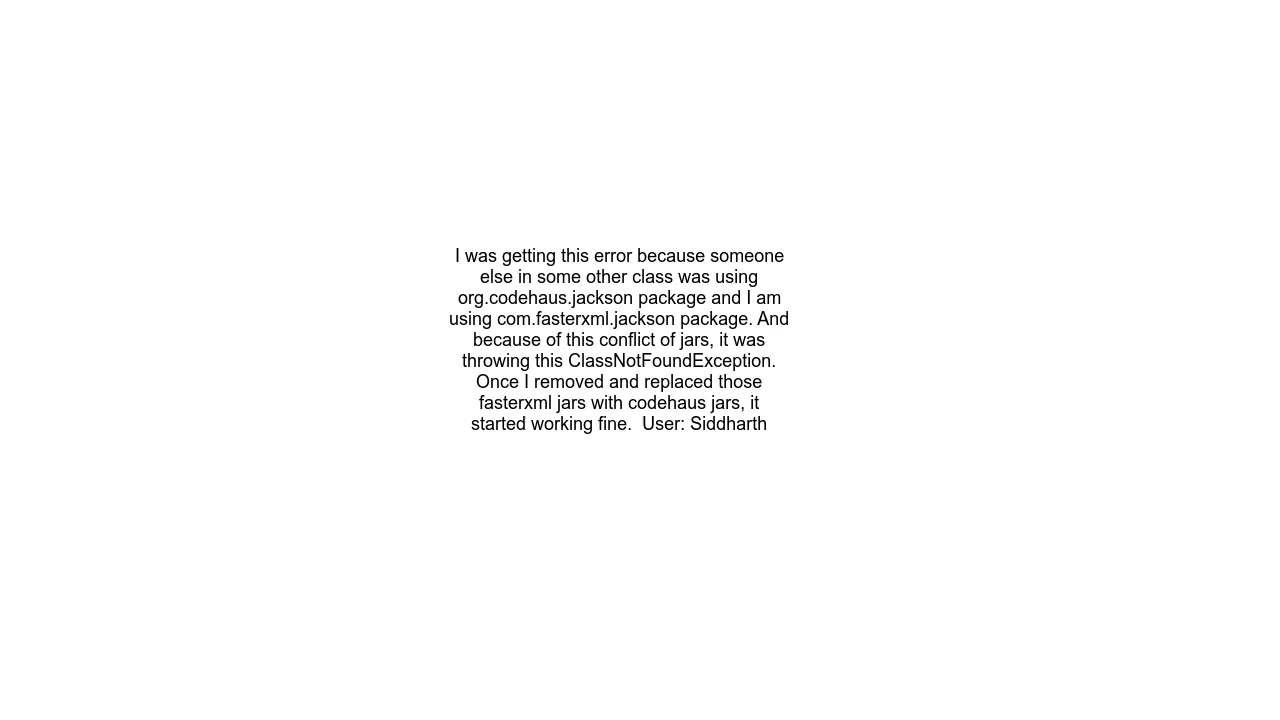 I was getting this error because someone
else in some other class was using
org.codehaus.jackson package and I am
using com.fasterxml.jackson package. And
because of this conflict of jars, it was
throwing this ClassNotFoundException.
Once I removed and replaced those
fasterxml jars with codehaus jars, it
started working fine.  User: Siddharth